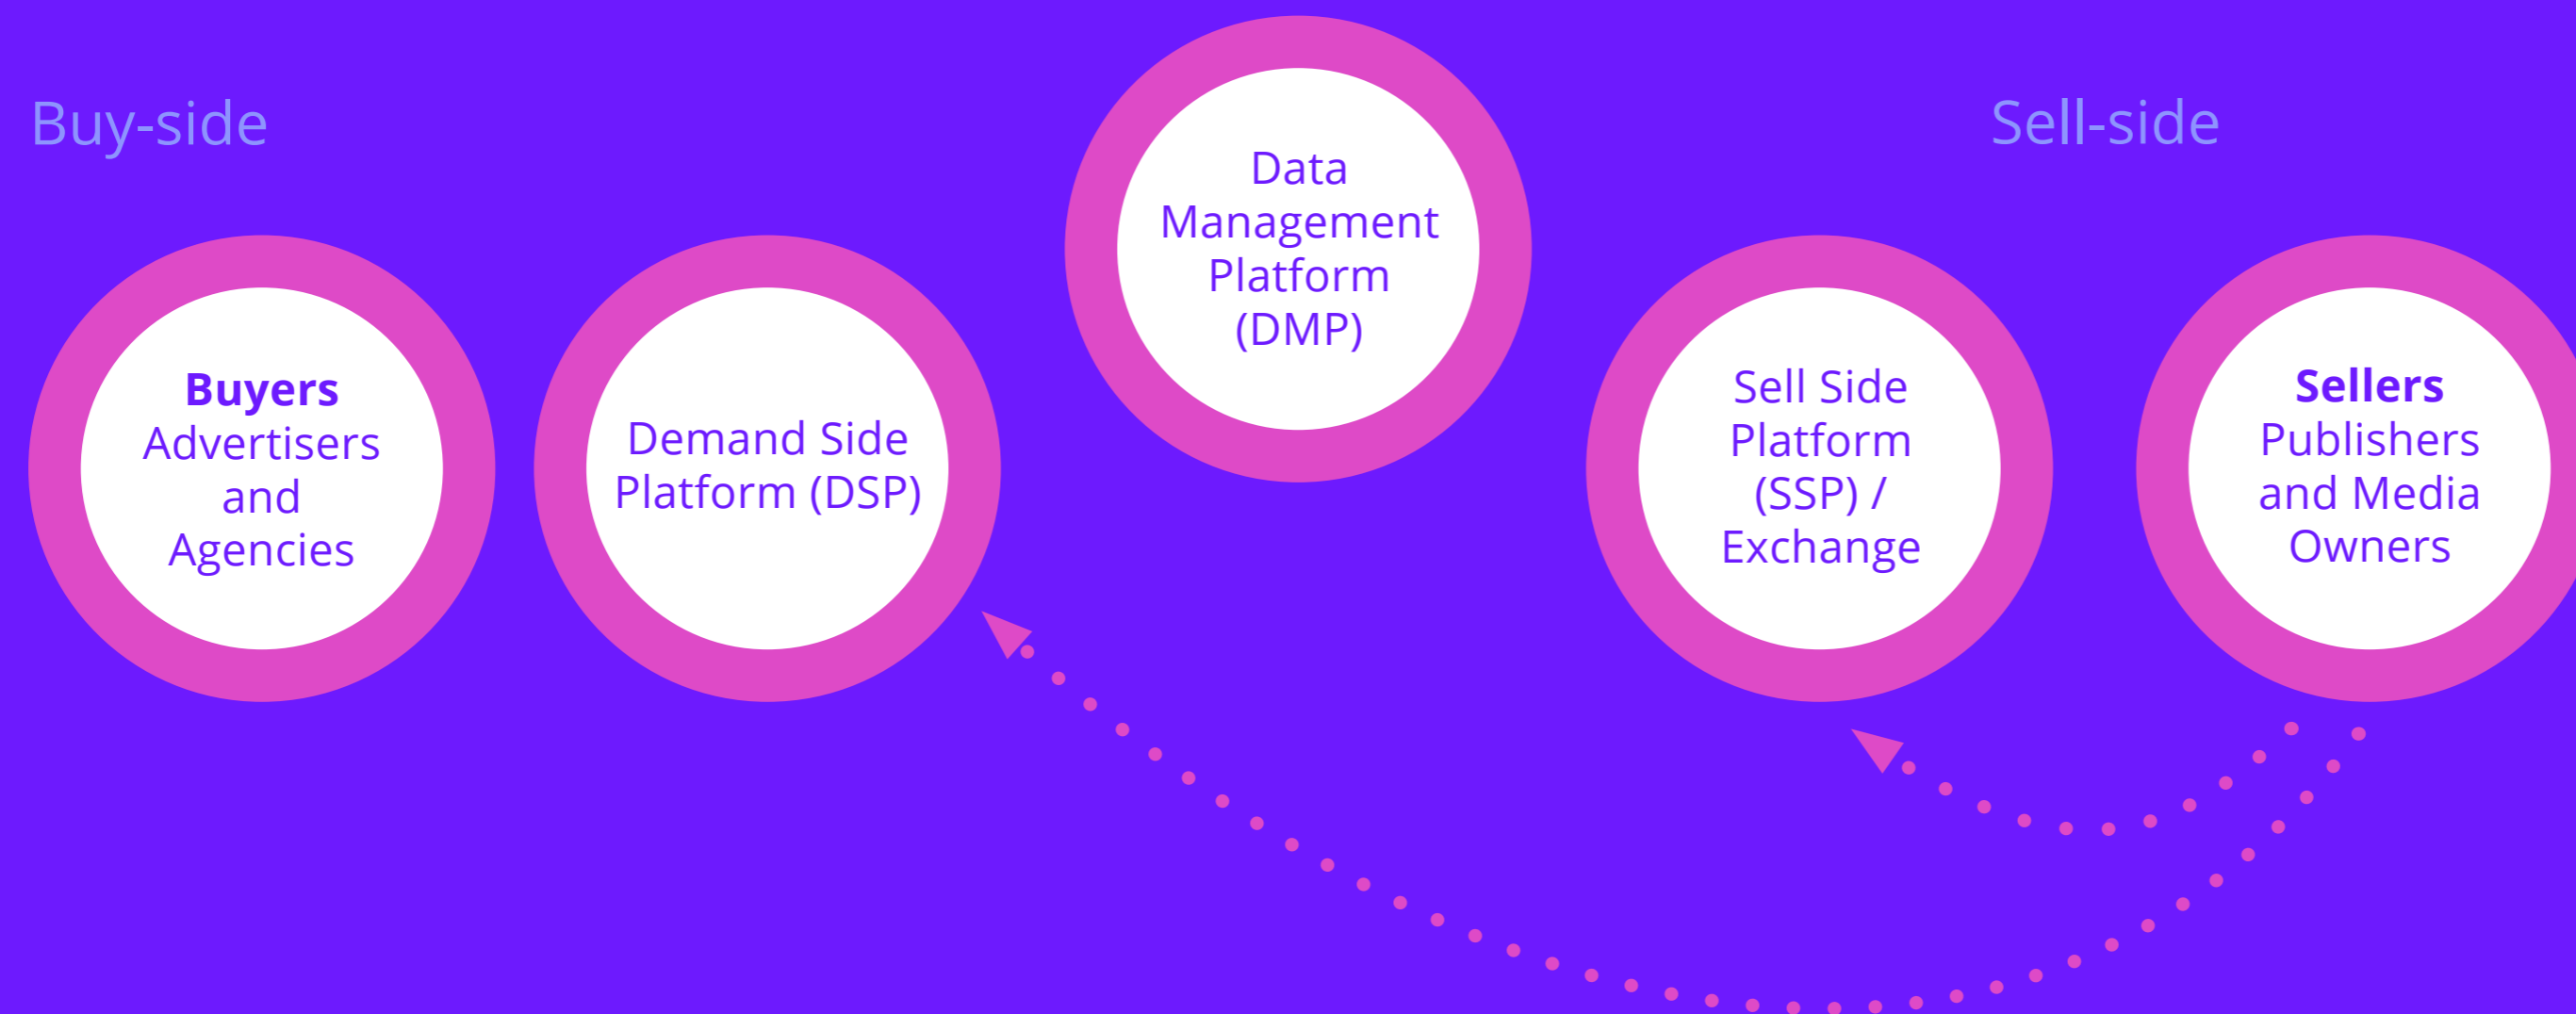 Buy-side
Sell-side
Buyers
Advertisers
and
Agencies
Demand Side
Platform (DSP)
Data
Management
Platform
(DMP)
Sell Side
Platform
(SSP) /
Exchange
Sellers
Publishers
and Media
Owners